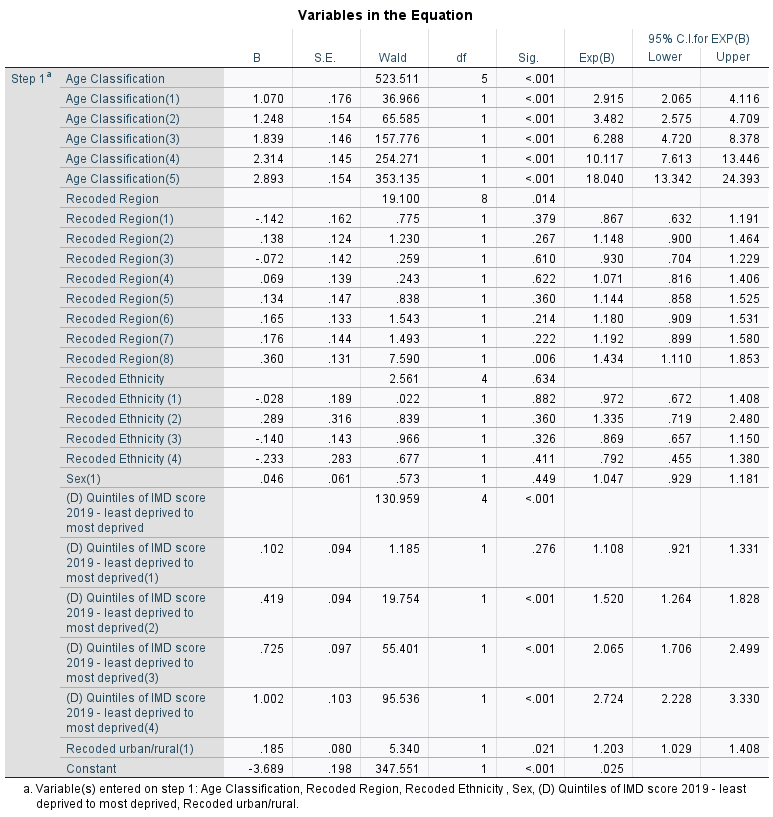 Variables in the Equation
95% C.I.for EXP(B)
B S.E. Wald df Sig. Exp(B) Lower Upper
Step 1a Age Classification 523.511 5 <.001
Age Classification(1) 1.070 .176 36.966 1 <.001 2.915 2.065 4.116
Age Classification(2) 1.248 .154 65.585 1 <.001 3.482 2.575 4.709
Age Classification(3) 1.839 .146 157.776 1 <.001 6.288 4.720 8.378
Age Classification(4) 2.314 .145 254.271 1 <.001 10.117 7.613 13.446
Age Classification(5) 2.893 .154 353.135 1 <.001 18.040 13.342 24.393
Recoded Region 19.100 8 .014
Recoded Region(1) -.142 .162 .775 1 .379 .867 .632 1.191
Recoded Region(2) .138 .124 1.230 1 .267 1.148 .900 1.464
Recoded Region(3) -.072 .142 .259 1 .610 .930 .704 1.229
Recoded Region(4) .069 .139 .243 1 .622 1.071 .816 1.406
Recoded Region(5) .134 .147 .838 1 .360 1.144 .858 1.525
Recoded Region(6) .165 .133 1.543 1 .214 1.180 .909 1.531
Recoded Region(7) .176 .144 1.493 1 .222 1.192 .899 1.580
Recoded Region(8) .360 .131 7.590 1 .006 1.434 1.110 1.853
Recoded Ethnicity 2.561 4 .634
Recoded Ethnicity (1) -.028 .189 .022 1 .882 .972 .672 1.408
Recoded Ethnicity (2) .289 .316 .839 1 .360 1.335 .719 2.480
Recoded Ethnicity (3) -.140 .143 .966 1 .326 .869 .657 1.150
Recoded Ethnicity (4) -.233 .283 .677 1 .411 .792 .455 1.380
Sex(1) .046 .061 .573 1 .449 1.047 .929 1.181
(D) Quintiles of IMD score 130.959 4 <.001
2019 - least deprived to
most deprived
(D) Quintiles of IMD score .102 .094 1.185 1 .276 1.108 .921 1.331
2019 - least deprived to
most deprived(1)
(D) Quintiles of IMD score .419 .094 19.754 1 <.001 1.520 1.264 1.828
2019 - least deprived to
most deprived(2)
(D) Quintiles of IMD score .725 .097 55.401 1 <.001 2.065 1.706 2.499
2019 - least deprived to
most deprived(3)
(D) Quintiles of IMD score 1.002 .103 95.536 1 <.001 2.724 2.228 3.330
2019 - least deprived to
most deprived(4)
Recoded urban/rural(1) .185 .080 5.340 1 .021 1.203 1.029 1.408
Constant -3.689 .198 347.551 1 <.001 .025
a. Variable(s) entered on step 1: Age Classification, Recoded Region, Recoded Ethnicity , Sex, (D) Quintiles of IMD score 2019 - least
deprived to most deprived, Recoded urban/rural.